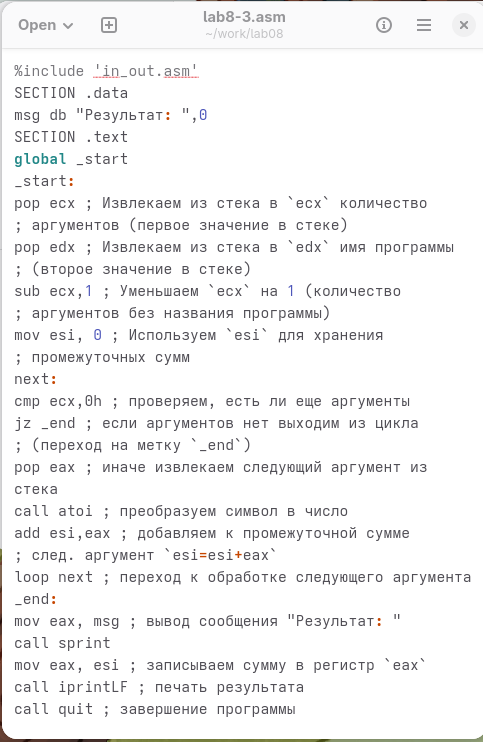 Open
lab8-3.asm
~/work/lab08
%include 'in_out.asm'
SECTION .data
msg db "Результат: ",0
SECTION .text
global _start
_start:
pop ecx ; Извлекаем из стека в `ecx` количество
; аргументов (первое значение в стеке)
pop edx ; Извлекаем из стека в `edx` имя программы
; (второе значение в стеке)
sub ecx,1 ; Уменьшаем `ecx` на 1 (количество
; аргументов без названия программы)
mov esi, 0 ; Используем `esi` для хранения
; промежуточных сумм
next:
cmp ecx,0h ; проверяем, есть ли еще аргументы
jz _end ; если аргументов нет выходим из цикла
; (переход на метку `_end`)
pop eax ; иначе извлекаем следующий аргумент из
стека
call atoi ; преобразуем символ в число
add esi,eax ; добавляем к промежуточной сумме
; след. аргумент `esi=esi+eax`
loop next ; переход к обработке следующего аргумента
_end:
mov eax, msg ; вывод сообщения "Результат: "
call sprint
mov eax, esi ; записываем сумму в регистр `eax`
call iprintLF ; печать результата
call quit ; завершение программы